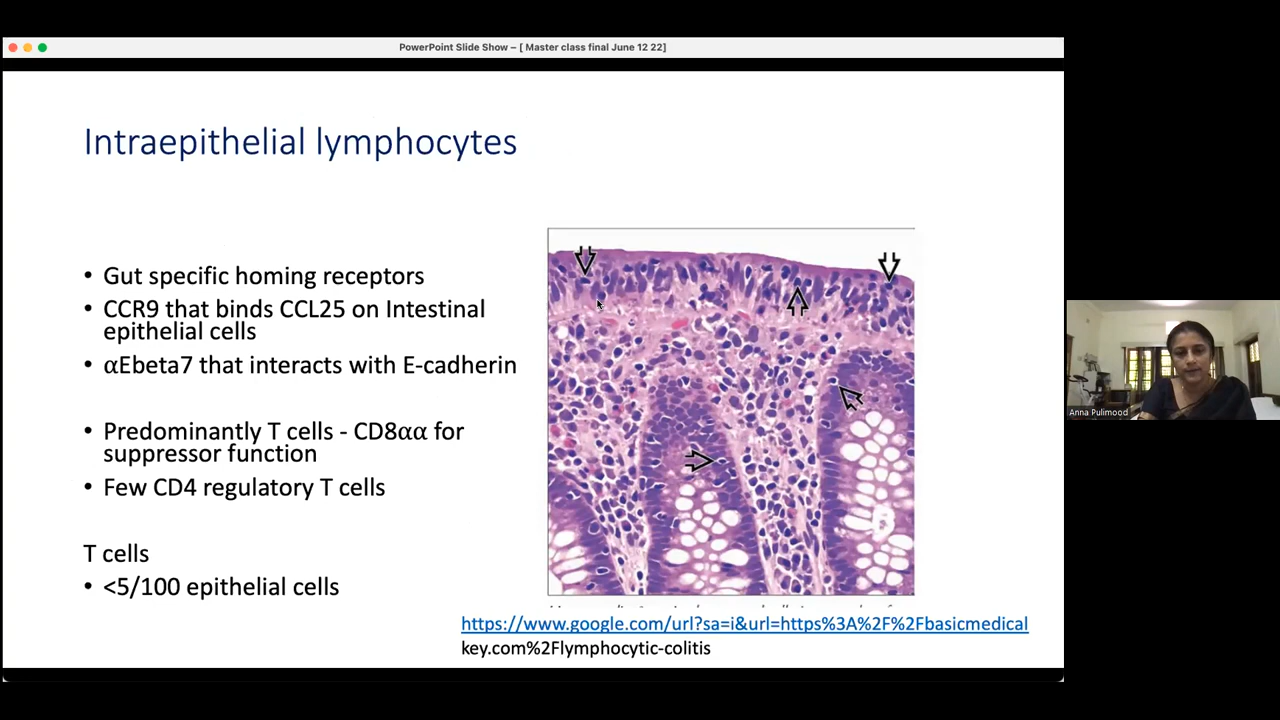 PowerPoint Slide Show – [ Master class final June 12 22]
Intraepithelial lymphocytes
• Gut specific homing receptors
• CCR9 that binds CCL25 on Intestinal
epithelial cells
• αEbeta7 that interacts with E-cadherin
• Predominantly T cells - CD8αα for
suppressor function
• Few CD4 regulatory T cells
T cells
• <5/100 epithelial cells
B
https://www.google.com/url?sa=i&url=https%3A%2F%2Fbasicmedical
key.com%2Flymphocytic-colitis
Anna Pulimood